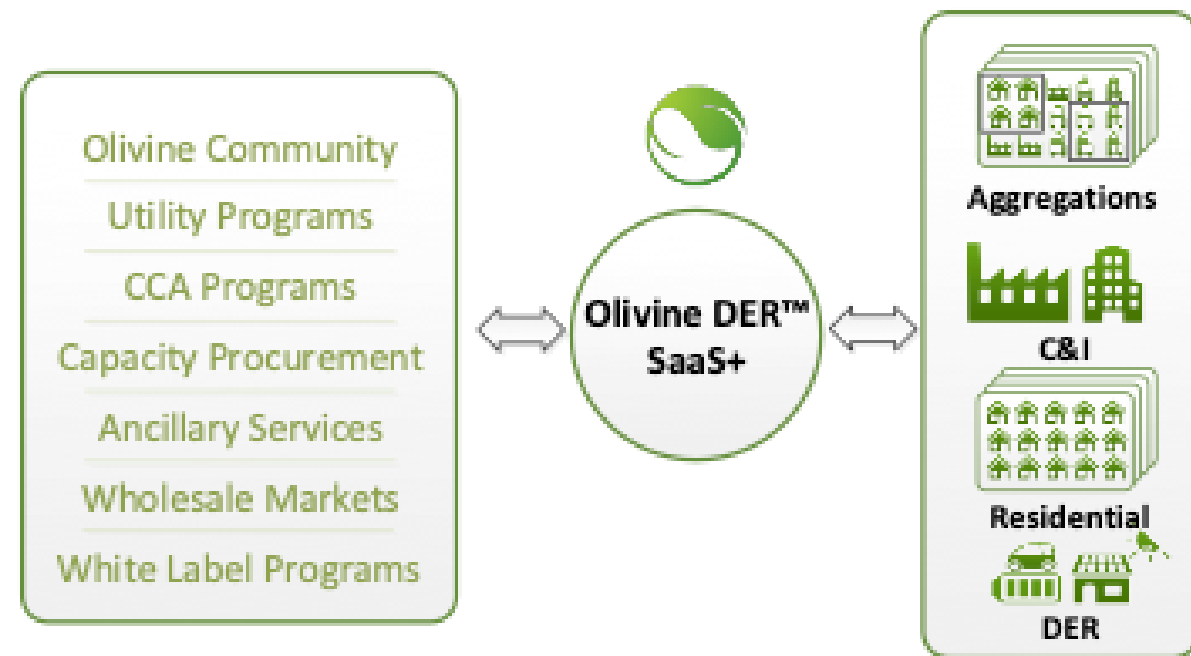 Olivine Community
Utility Programs
CCA Programs
Capacity Procurement
Ancillary Services
Wholesale Markets
White Label Programs
Olivine DER™
SaaS+
Aggregations
C&I
Residential
DER